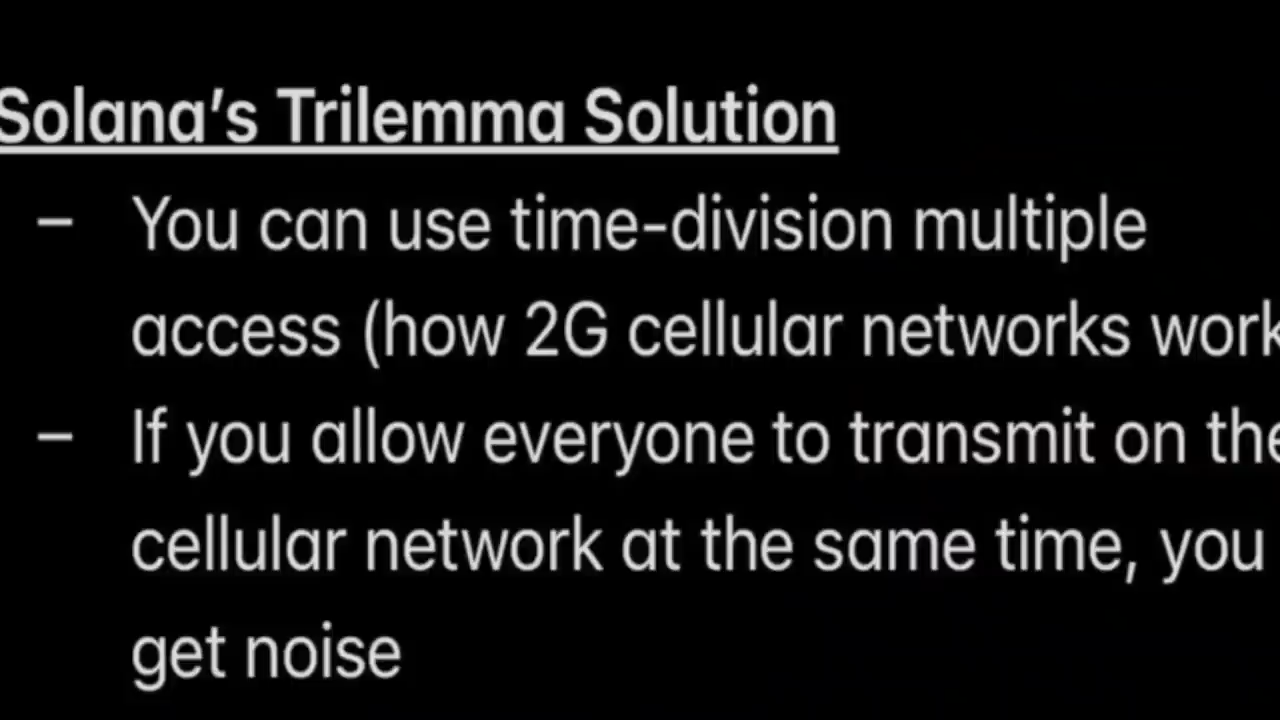 Solana's Trilemma Solution
– You can use time-division multiple
access (how 2G cellular networks work
– If you allow everyone to transmit on the
cellular network at the same time, you
get noise